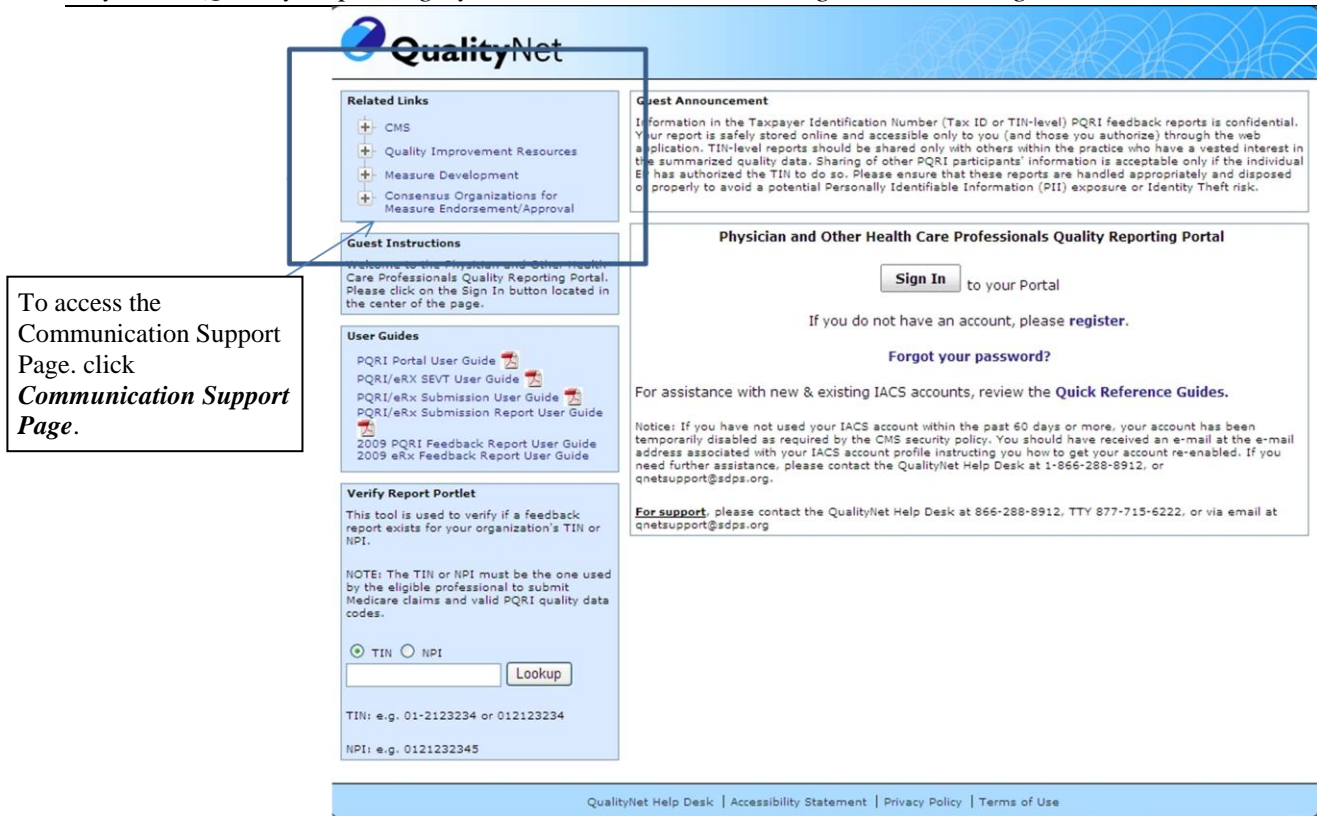 QualityNet
Related Links
CMS
Quality Improvement Resources
Measure Development
Consensus Organizations for
Measure Endorsement/Approval
Guest Instructions
Welcome to the Physician and Other Health
Care Professionals Quality Reporting Portal.
Please click on the Sign In button located in
the center of the page.
User Guides
PQRI Portal User Guide
PQRI/eRX SEVT User Guide
PQRI/eRx Submission User Guide
PQRI/eRx Submission Report User Guide
2009 PQRI Feedback Report User Guide
2009 eRx Feedback Report User Guide
Verify Report Portlet
This tool is used to verify if a feedback
report exists for your organization's TIN or
NPI.
NOTE: The TIN or NPI must be the one used
by the eligible professional to submit
Medicare claims and valid PQRI quality data
codes.
TIN NPI
Lookup
TIN: e.g. 01-2123234 or 012123234
NPI: e.g. 0121232345
Guest Announcement
Information in the Taxpayer Identification Number (Tax ID or TIN-level) PQRI feedback reports is confidential.
Your report is safely stored online and accessible only to you (and those you authorize) through the web
application. TIN-level reports should be shared only with others within the practice who have a vested interest in
the summarized quality data. Sharing of other PQRI participants' information is acceptable only if the individual
EP has authorized the TIN to do so. Please ensure that these reports are handled appropriately and disposed
of properly to avoid a potential Personally Identifiable Information (PII) exposure or Identity Theft risk.
Physician and Other Health Care Professionals Quality Reporting Portal
Sign In to your Portal
If you do not have an account, please register.
Forgot your password?
For assistance with new & existing IACS accounts, review the Quick Reference Guides.
Notice: If you have not used your IACS account within the past 60 days or more, your account has been
temporarily disabled as required by the CMS security policy. You should have received an e-mail at the e-mail
address associated with your IACS account profile instructing you how to get your account re-enabled. If you
need further assistance, please contact the QualityNet Help Desk at 1-866-288-8912, or
qnetsupport@sdps.org.
For support, please contact the QualityNet Help Desk at 866-288-8912, TTY 877-715-6222, or via email at
qnetsupport@sdps.org
To access the
Communication Support
Page. click
Communication Support
Page.
QualityNet Help Desk | Accessibility Statement | Privacy Policy | Terms of Use